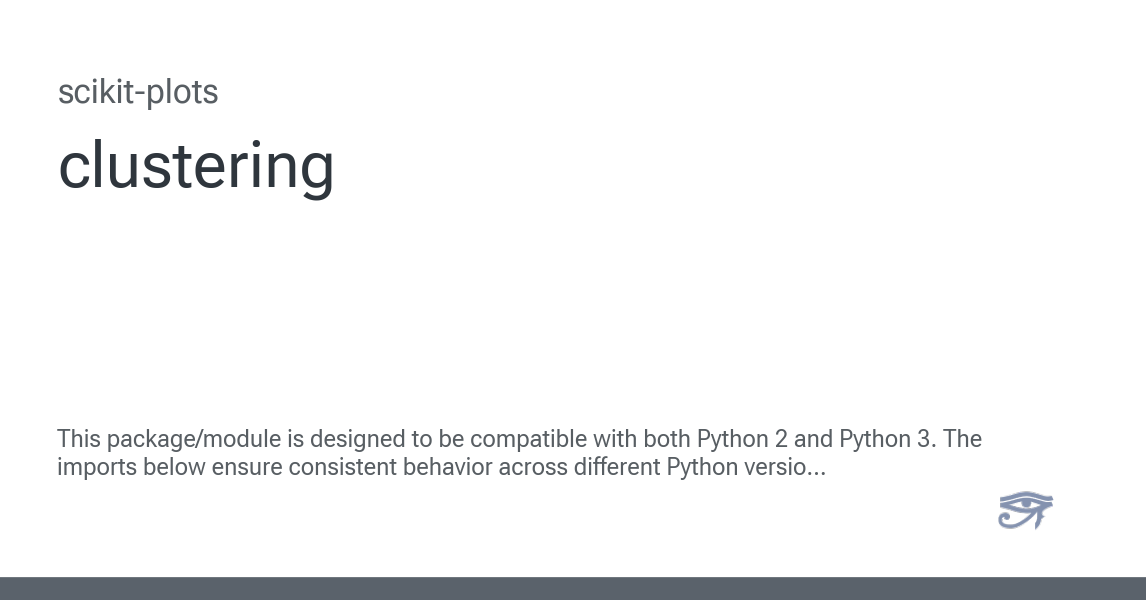 scikit-plots
clustering
This package/module is designed to be compatible with both Python 2 and Python 3. The
imports below ensure consistent behavior across different Python versio...